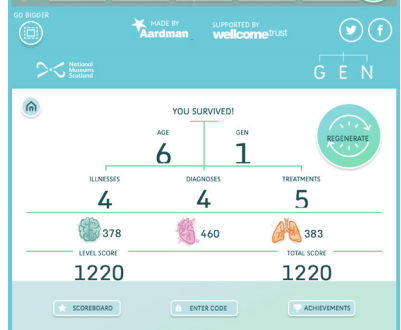 GO BIGGER
MADE BY
Aardman
SUPPORTED BY
wellcometrust
National
Museums
Scotland
G E N
YOU SURVIVED!
AGE
GEN
6
1
REGENERATE
ILLNESSES
DIAGNOSES
TREATMENTS
4
4
5
378
460
383
LEVEL SCORE
TOTAL SCORE
1220
1220
SCOREBOARD
ENTER CODE
ACHIEVEMENTS